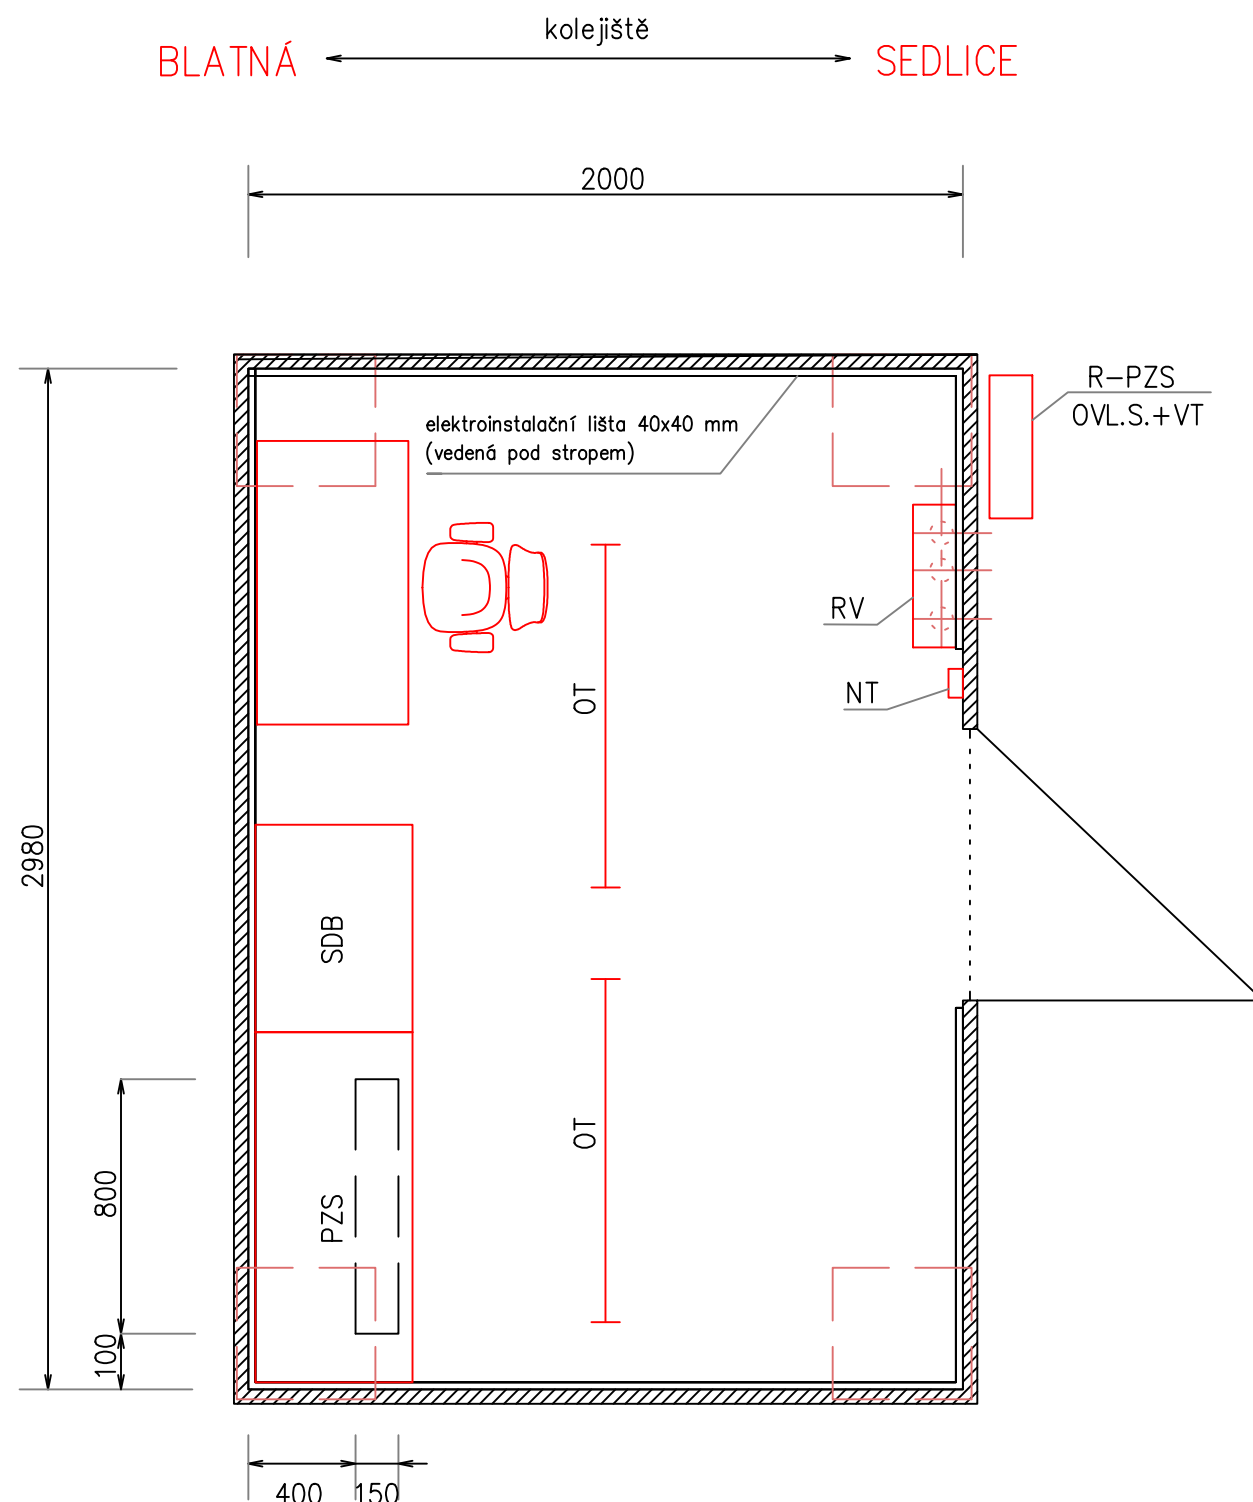 kolejiště
BLATNÁ
SEDLICE
2000
R-PZS
OVL.S.+VT
elektroinstalační lišta 40x40 mm
(vedená pod stropem)
RV
NT
OT
2980
SDB
OT
800
PZS
100
400
150